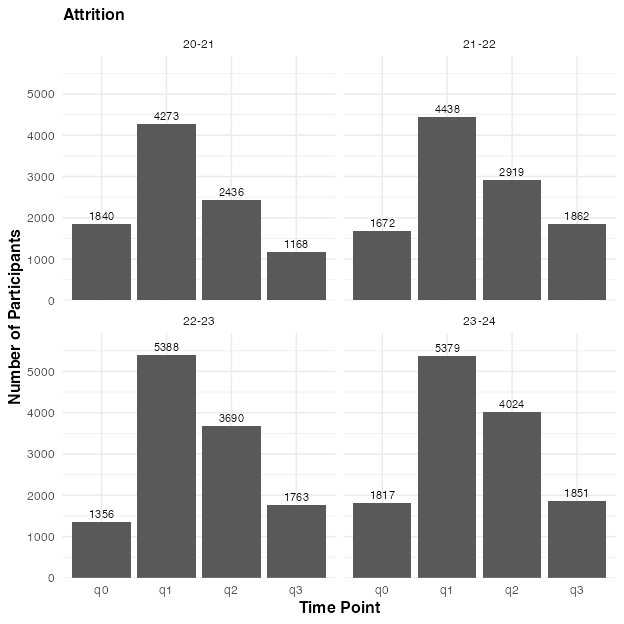 Attrition
20-21
21-22
5000
4000
3000
2000
1000
0
1840
4273
2436
1168
1672
4438
2919
1862
22-23
23-24
5000
4000
3000
2000
1000
0
1356
5388
3690
1763
1817
5379
4024
1851
q0
q1
q2
q3
q0
q1
q2
q3
Number of Participants
Time Point